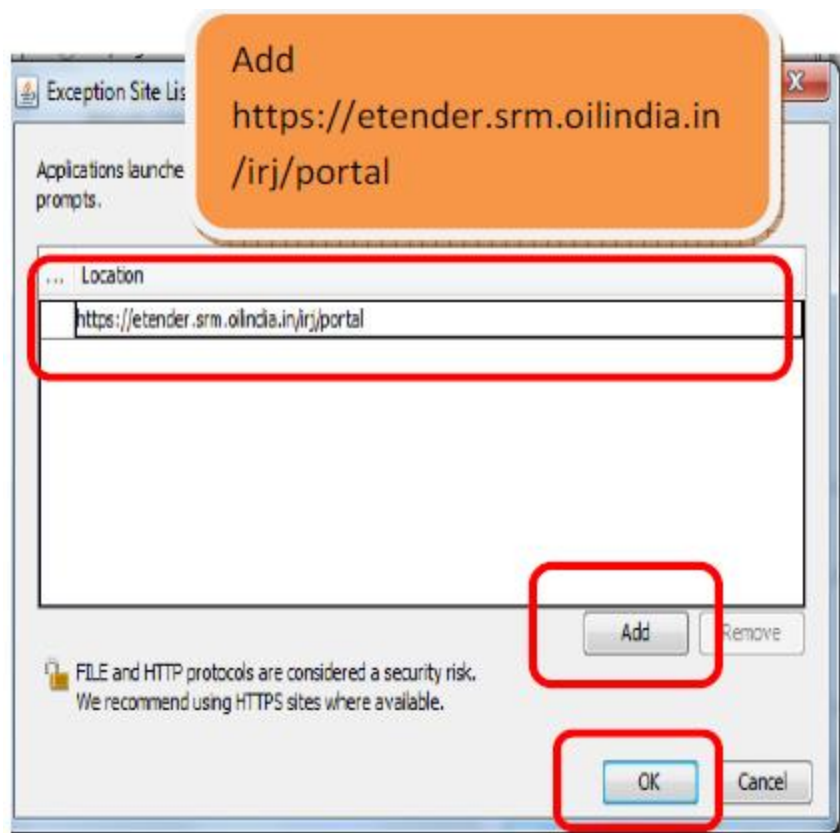 Add
https://etender.srm.oilindia.in
/irj/portal
Exception Site Lis
Applications launche
prompts.
... Location
https://etender.srm.oilindia.in/irj/portal
Add Remove
FILE and HTTP protocols are considered a security risk.
We recommend using HTTPS sites where available.
OK Cancel